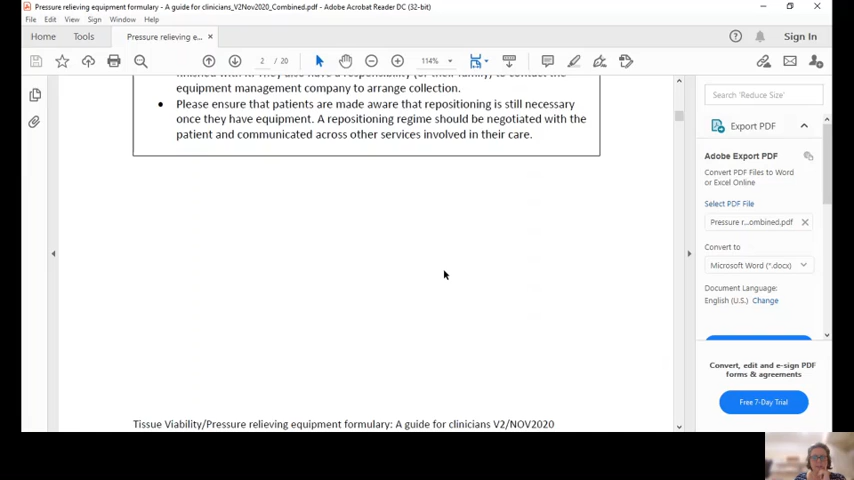 Pressure relieving equipment formulary - A guide for clinicians_V2Nov2020_Combined.pdf - Adobe Acrobat Reader DC (32-bit)
File Edit View Sign Window Help
Home Tools Pressure relieving e... × Sign In
2 / 20 114%
equipment management company to arrange collection.
• Please ensure that patients are made aware that repositioning is still necessary
once they have equipment. A repositioning regime should be negotiated with the
patient and communicated across other services involved in their care.
Tissue Viability/Pressure relieving equipment formulary: A guide for clinicians V2/NOV2020
Search 'Reduce Size'
Export PDF
Adobe Export PDF
Convert PDF Files to Word
or Excel Online
Select PDF File
Pressure r...ombined.pdf ×
Convert to
Microsoft Word (*.docx)
Document Language:
English (U.S.) Change
Convert, edit and e-sign PDF
forms & agreements
Free 7-Day Trial